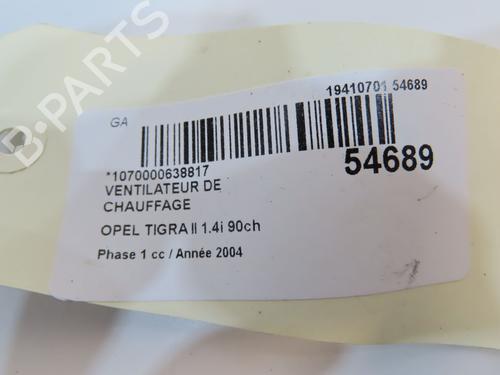 B-PARTS
19410701 54689
GA
*1070000638817
54689
VENTILATEUR DE
CHAUFFAGE
OPEL TIGRA II 1.4i 90ch
Phase 1 cc / Année 2004